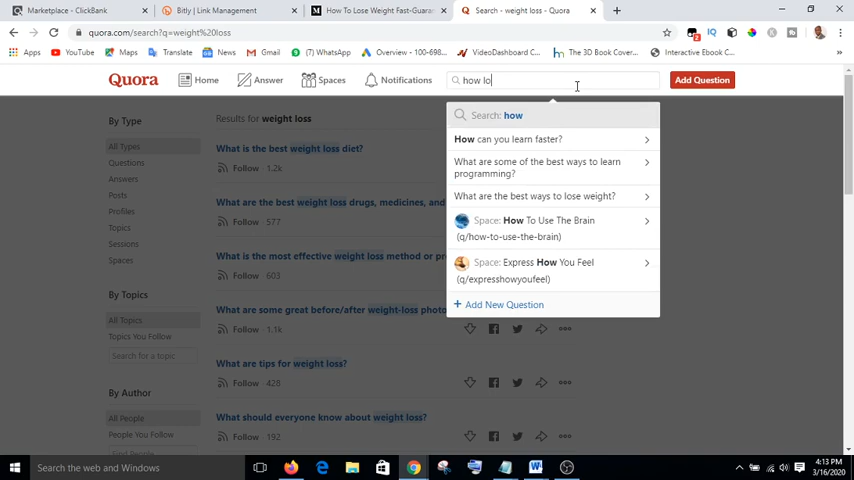 Marketplace - ClickBank
Bitly | Link Management
How To Lose Weight Fast-Guara
Search - weight loss - Quora
quora.com/search?q=weight%20loss
Apps
YouTube
Maps
Translate
News
Gmail
(7) WhatsApp
Overview – 100-698...
VideoDashboard C...
The 3D Book Cover...
Interactive Ebook C...
Quora
Home
Answer
Spaces
Notifications
how lo
Add Question
By Type
All Types
Questions
Answers
Posts
Profiles
Topics
Sessions
Spaces
By Topics
All Topics
Topics You Follow
Search for a topic
By Author
All People
People You Follow
Results for weight loss
What is the best weight loss diet?
Follow · 1.2k
What are the best weight loss drugs, medicines, and
Follow · 577
What is the most effective weight loss method or pr
Follow · 603
What are some great before/after weight-loss photo
Follow · 1.1k
What are tips for weight loss?
Follow · 428
What should everyone know about weight loss?
Follow · 192
Search: how
How can you learn faster?
What are some of the best ways to learn
programming?
What are the best ways to lose weight?
Space: How To Use The Brain
(q/how-to-use-the-brain)
Space: Express How You Feel
(q/expresshowyoufeel)
+ Add New Question
Search the web and Windows
4:13 PM
3/16/2020